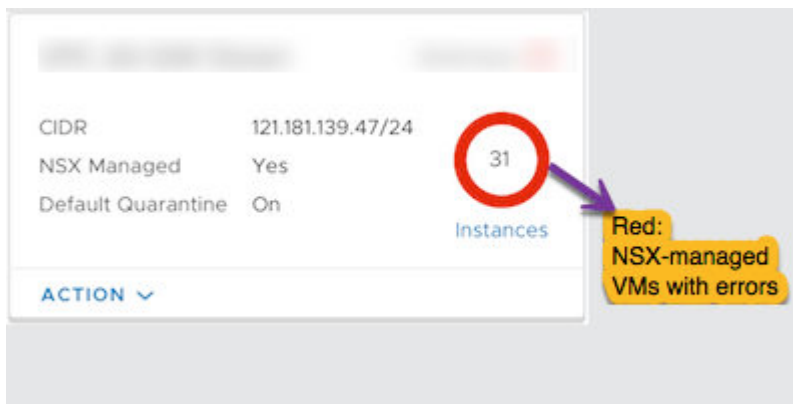 CIDR 121.181.139.47/24
NSX Managed Yes
Default Quarantine On
31
Instances
ACTION
Red:
NSX-managed
VMs with errors